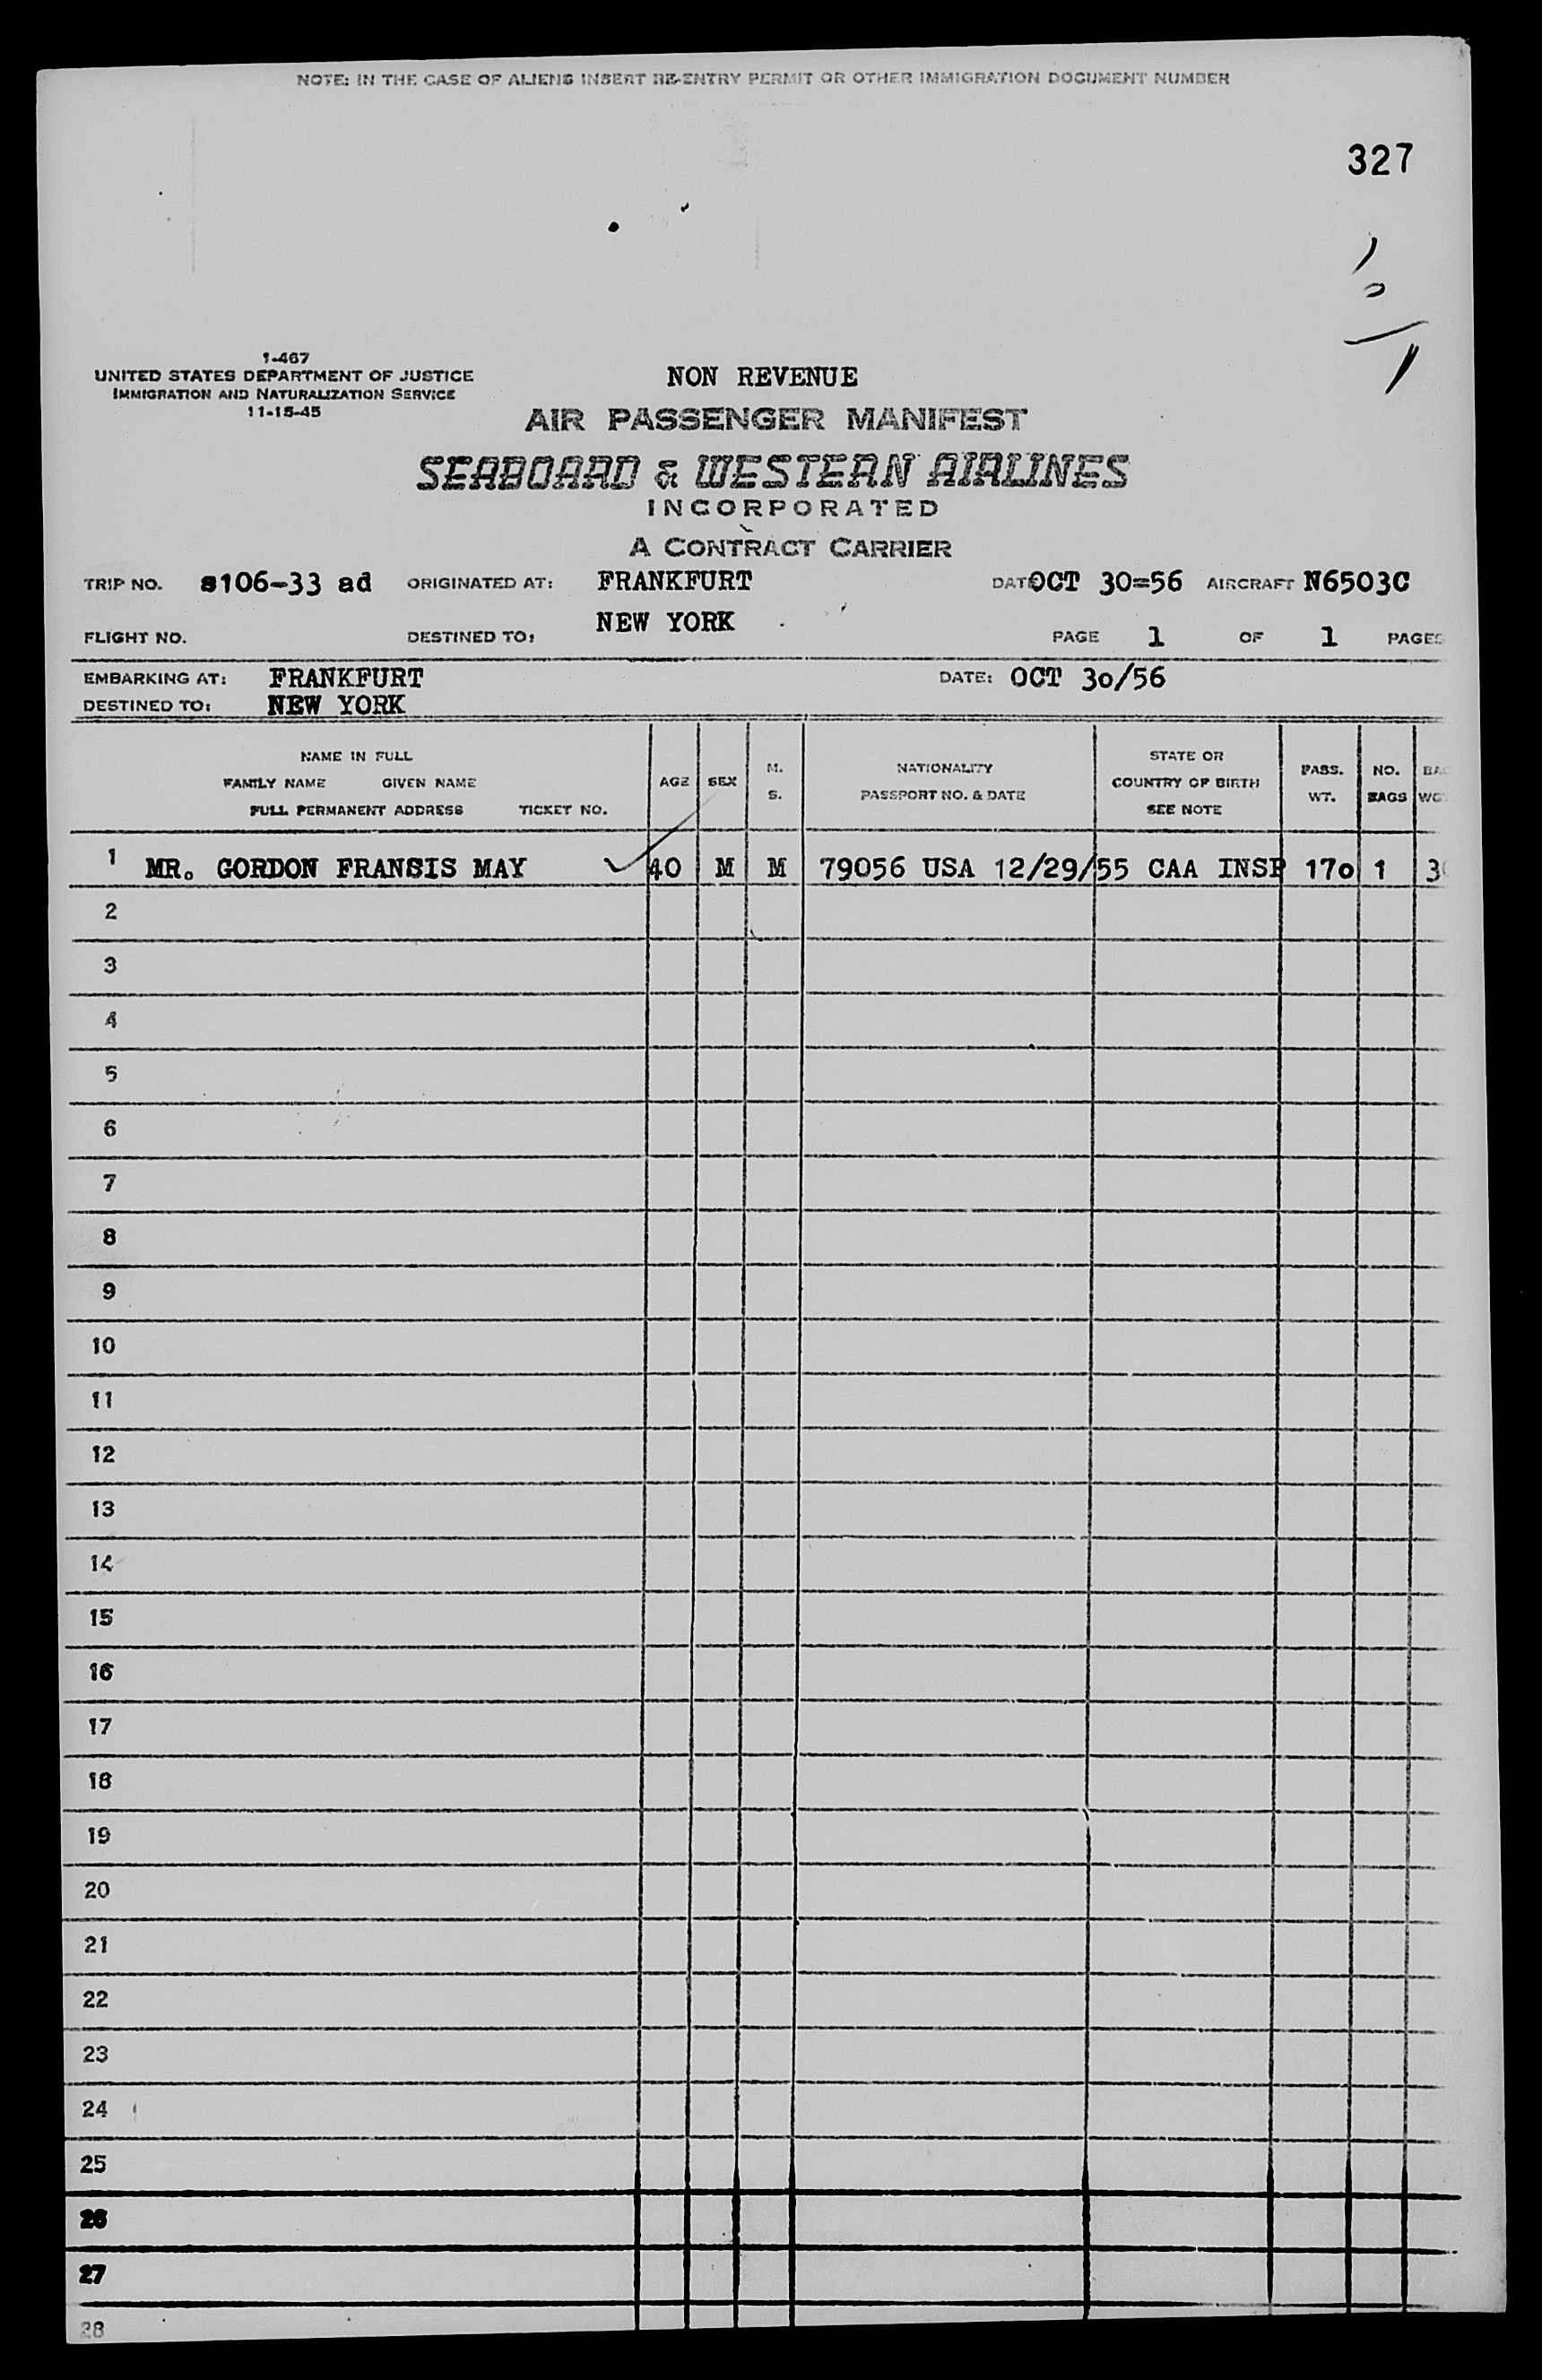 NOTE: IN THE CASE OF ALIENS INSERT RE-ENTRY PERMIT OR OTHER IMMIGRATION DOCUMENT NUMBER
327
1-467
UNITED STATES DEPARTMENT OF JUSTICE
IMMIGRATION AND NATURALIZATION SERVICE
11-15-45
NON REVENUE
AIR PASSENGER MANIFEST
SEABOARD & WESTERN AIRLINES
INCORPORATED
A CONTRACT CARRIER
TRIP NO. s106-33 ad ORIGINATED AT: FRANKFURT DATE OCT 30=56 AIRCRAFT N6503C
FLIGHT NO. DESTINED TO: NEW YORK PAGE 1 OF 1 PAGES
EMBARKING AT: FRANKFURT DATE: OCT 30/56
DESTINED TO: NEW YORK
NAME IN FULL
FAMILY NAME GIVEN NAME
FULL PERMANENT ADDRESS TICKET NO.
AGE
SEX
M.
S.
NATIONALITY
PASSPORT NO. & DATE
STATE OR
COUNTRY OF BIRTH
SEE NOTE
PASS.
WT.
NO.
BAGS
1 MR. GORDON FRANSIS MAY 40 M M 79056 USA 12/29/55 CAA INSP 170 1
2
3
4
5
6
7
8
9
10
11
12
13
14
15
16
17
18
19
20
21
22
23
24
25
26
27
28